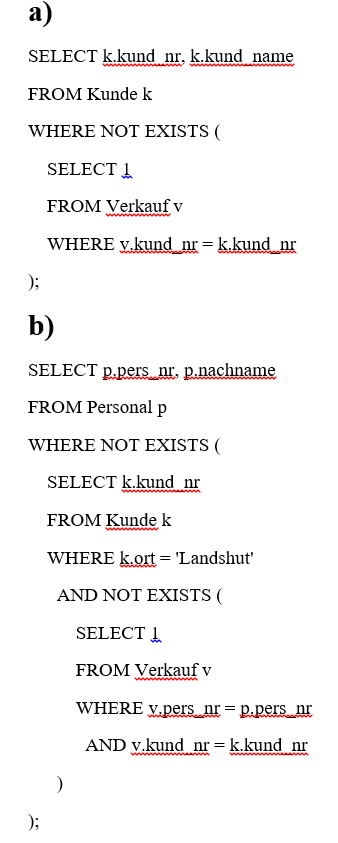 a)
SELECT k.kund_nr, k.kund_name
FROM Kunde k
WHERE NOT EXISTS (
SELECT 1
FROM Verkauf v
WHERE v.kund_nr = k.kund_nr
);
b)
SELECT p.pers_nr, p.nachname
FROM Personal p
WHERE NOT EXISTS (
SELECT k.kund_nr
FROM Kunde k
WHERE k.ort = 'Landshut'
AND NOT EXISTS (
SELECT 1
FROM Verkauf v
WHERE v.pers_nr = p.pers_nr
AND v.kund_nr = k.kund_nr
)
);